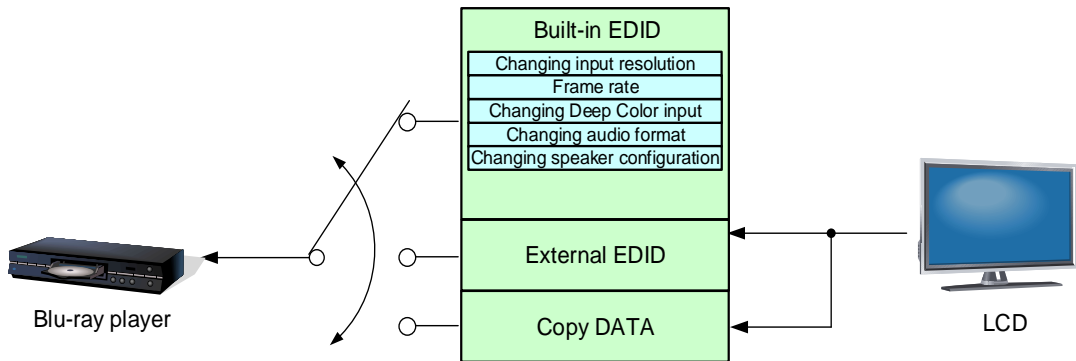 Built-in EDID
Changing input resolution
Frame rate
Changing Deep Color input
Changing audio format
Changing speaker configuration
External EDID
Copy DATA
Blu-ray player
LCD